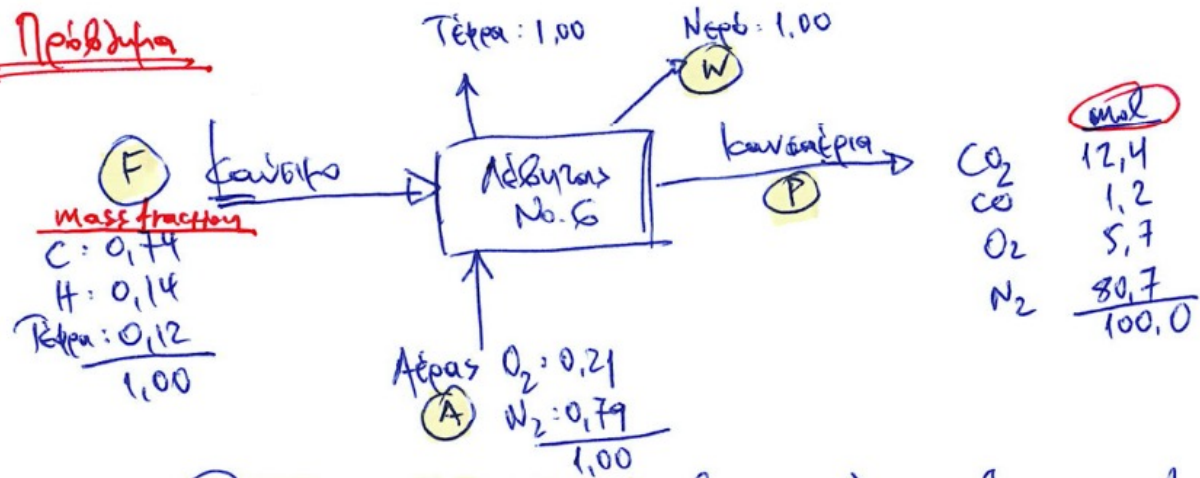 Πρόβλημα
Τέφρα: 1,00
Νερό: 1,00
W
F
Καύσιμο
mass fraction
C: 0,74
H: 0,14
Τέφρα: 0,12
1,00
Λέβητας
No. 6
Καυσαέρια
P
mol
CO2 12,4
CO 1,2
O2 5,7
N2 80,7
100,0
Αέρας O2: 0,21
A N2: 0,79
1,00